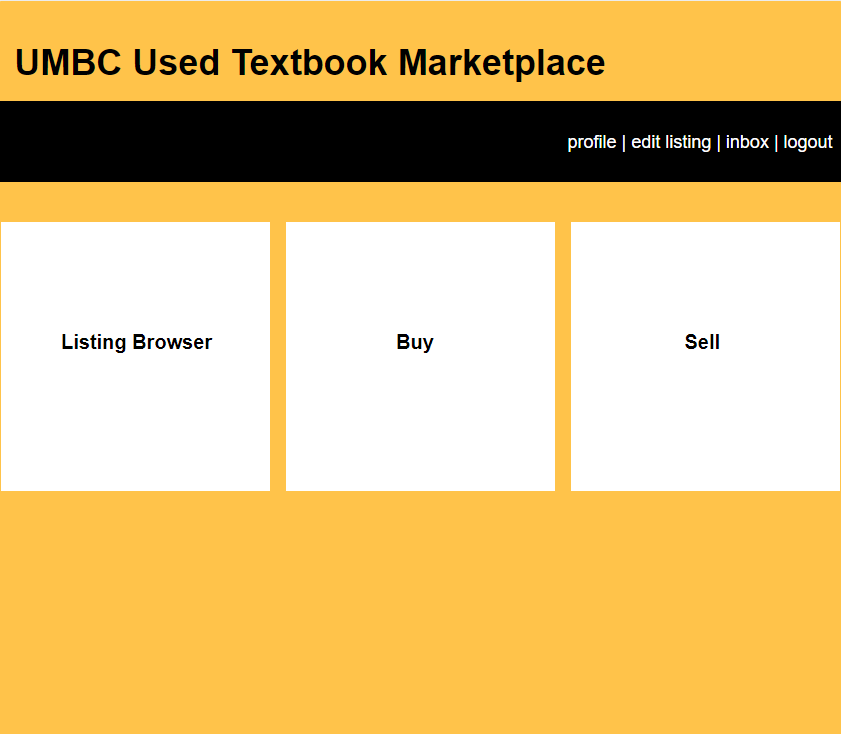 UMBC Used Textbook Marketplace
profile | edit listing | inbox | logout
Listing Browser
Buy
Sell